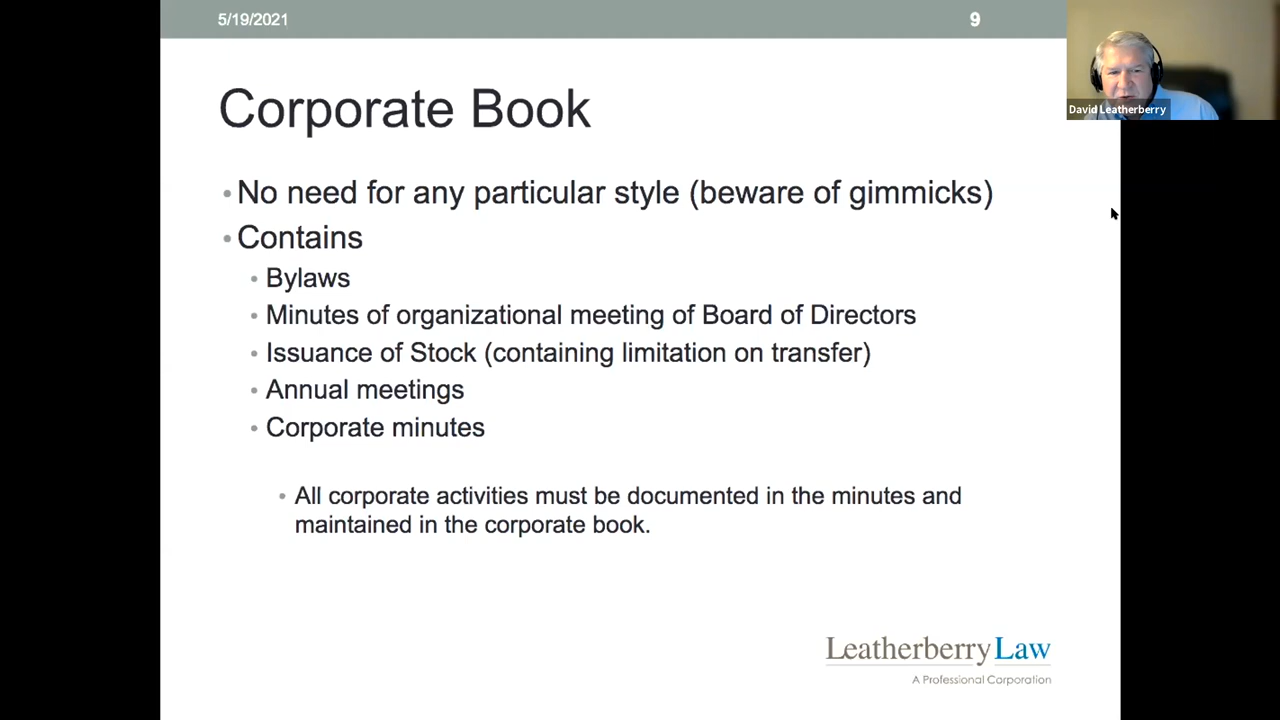 5/19/2021
9
David Leatherberry
Corporate Book
• No need for any particular style (beware of gimmicks)
• Contains
• Bylaws
• Minutes of organizational meeting of Board of Directors
• Issuance of Stock (containing limitation on transfer)
• Annual meetings
• Corporate minutes
• All corporate activities must be documented in the minutes and
maintained in the corporate book.
Leatherberry Law
A Professional Corporation